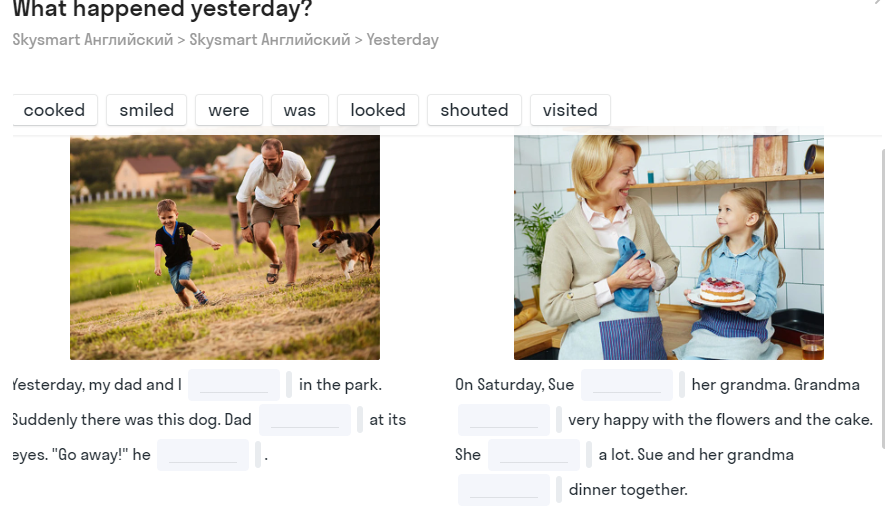 What happened yesterday?
Skysmart Английский > Skysmart Английский > Yesterday
cooked smiled were was looked shouted visited
Yesterday, my dad and I in the park.
Suddenly there was this dog. Dad at its
eyes. "Go away!" he .
On Saturday, Sue her grandma. Grandma
very happy with the flowers and the cake.
She a lot. Sue and her grandma
dinner together.